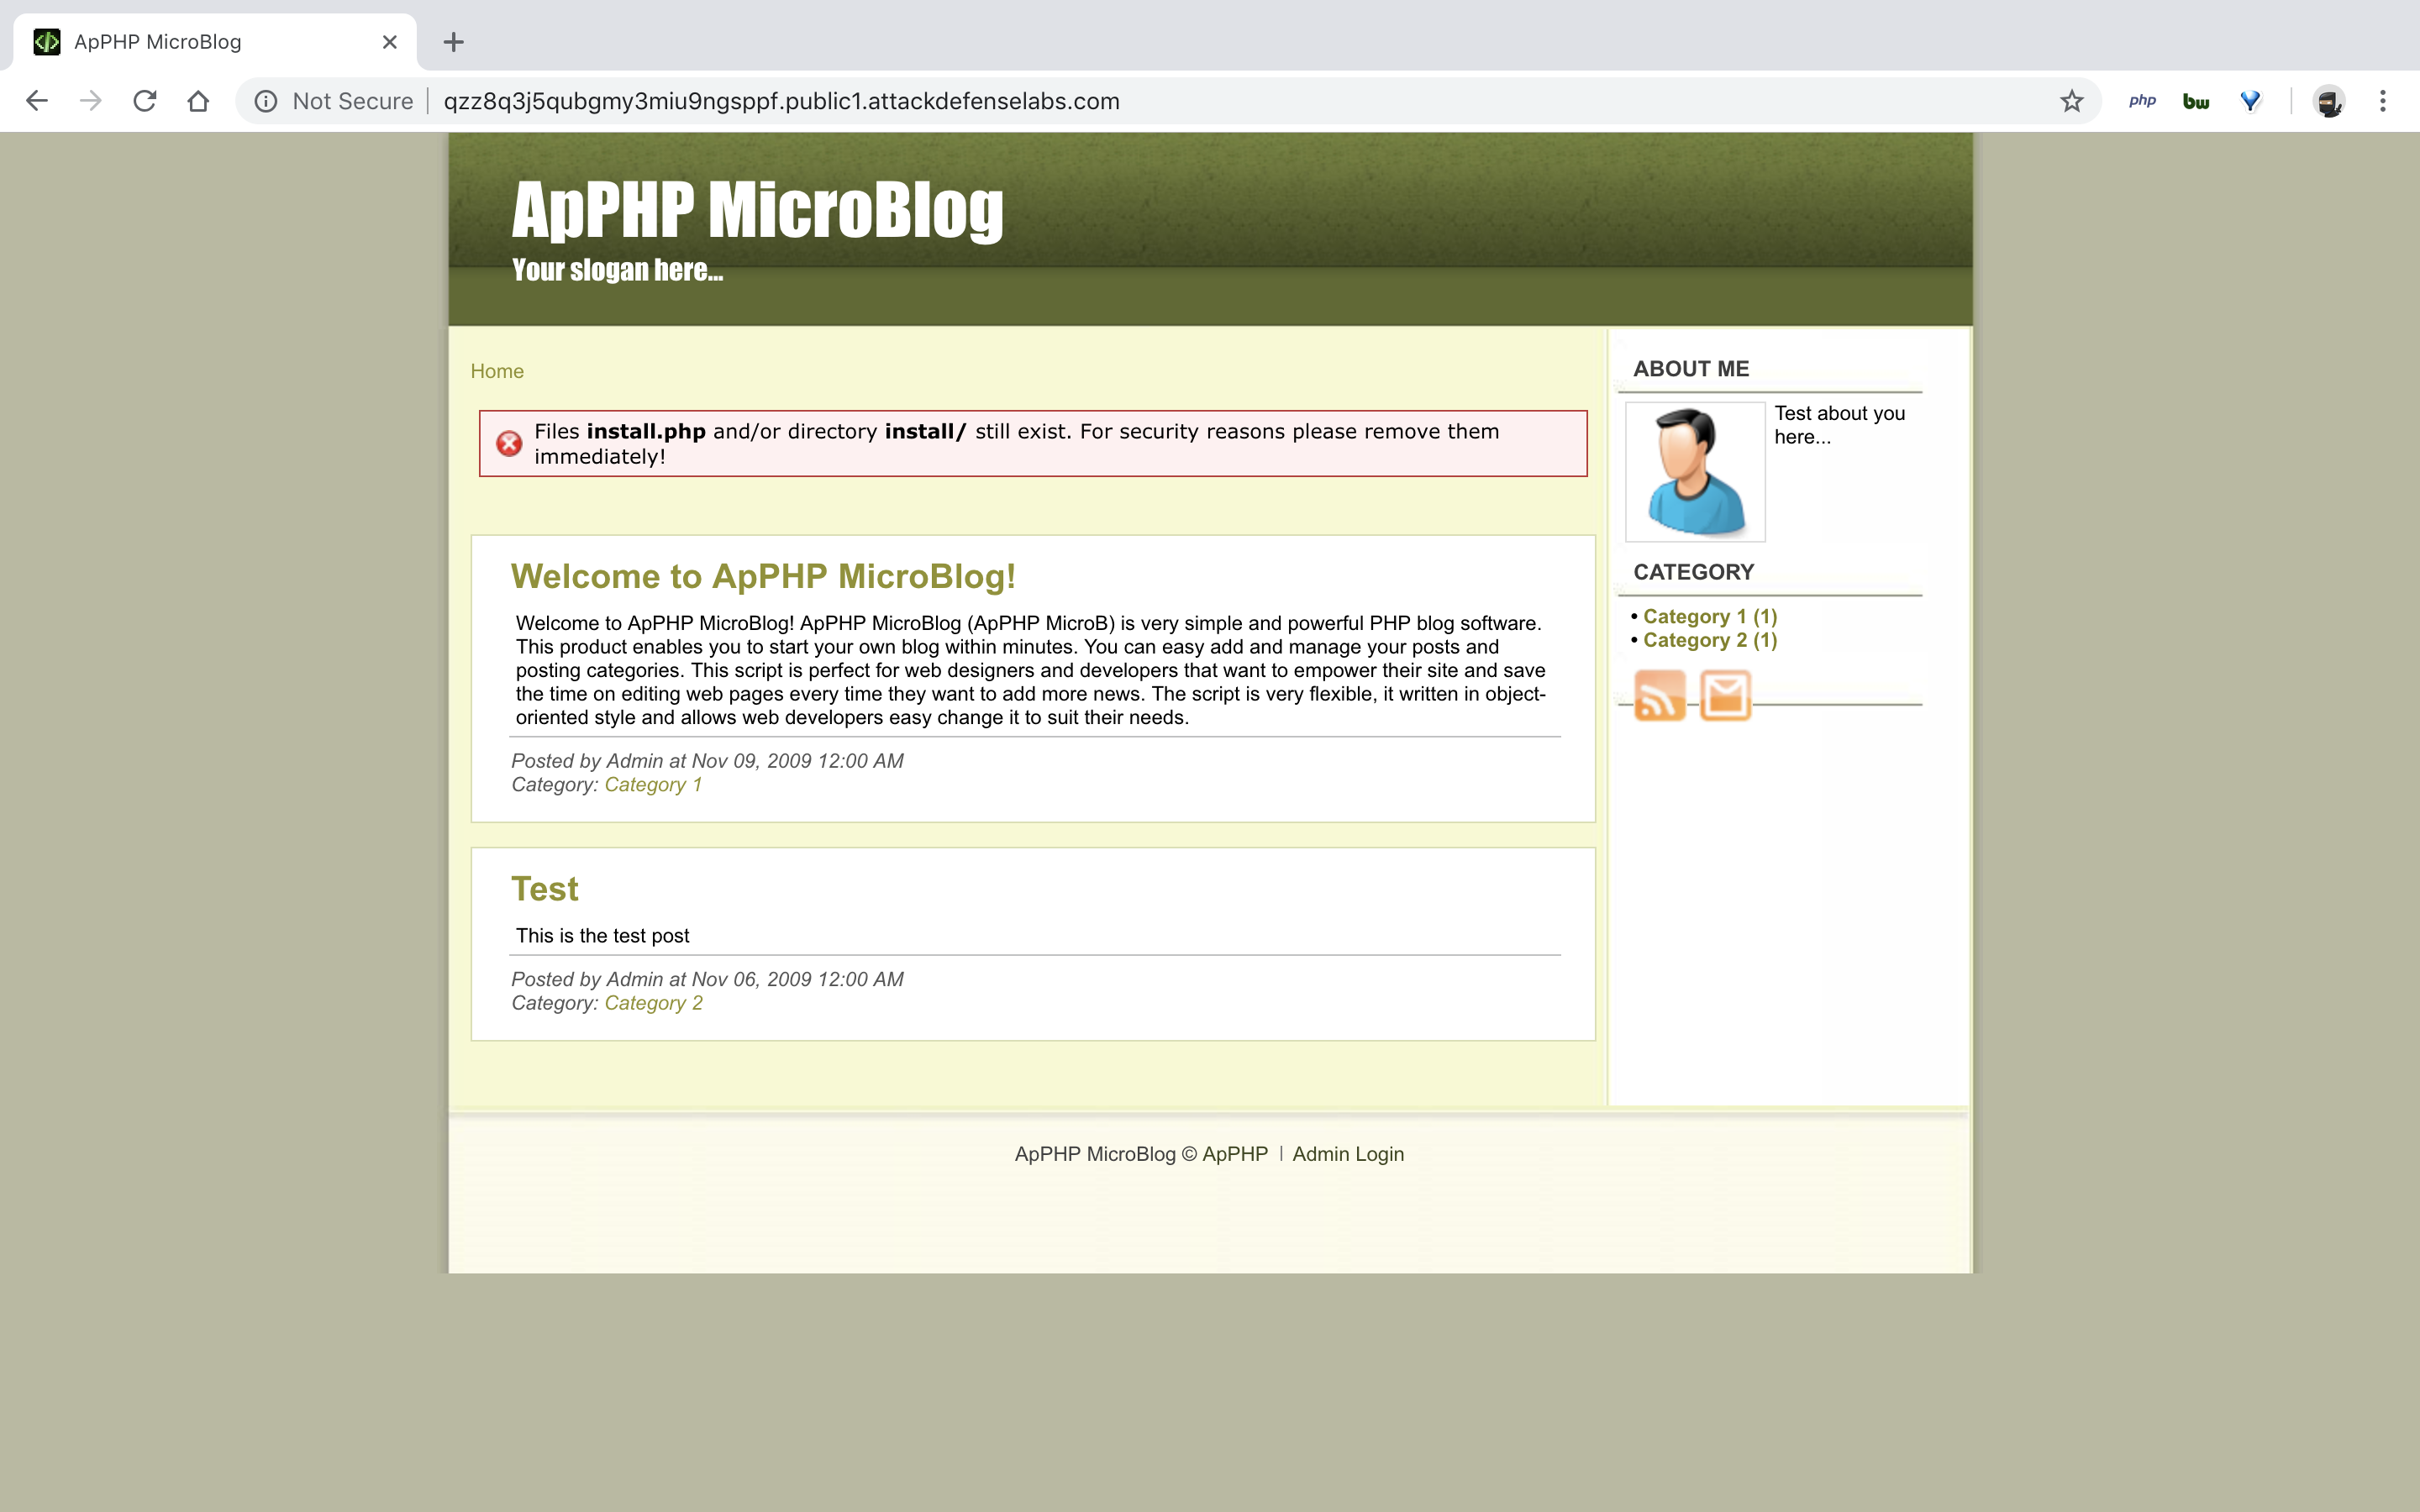 ApPHP MicroBlog
Not Secure
qzz8q3j5qubgmy3miu9ngsppf.public1.attackdefenselabs.com
php
bw
ApPHP MicroBlog
Your slogan here...
Home
Files install.php and/or directory install/ still exist. For security reasons please remove them
immediately!
Welcome to ApPHP MicroBlog!
Welcome to ApPHP MicroBlog! ApPHP MicroBlog (ApPHP MicroB) is very simple and powerful PHP blog software.
This product enables you to start your own blog within minutes. You can easy add and manage your posts and
posting categories. This script is perfect for web designers and developers that want to empower their site and save
the time on editing web pages every time they want to add more news. The script is very flexible, it written in object-
oriented style and allows web developers easy change it to suit their needs.
Posted by Admin at Nov 09, 2009 12:00 AM
Category: Category 1
Test
This is the test post
Posted by Admin at Nov 06, 2009 12:00 AM
Category: Category 2
ABOUT ME
Test about you
here...
CATEGORY
• Category 1 (1)
• Category 2 (1)
ApPHP MicroBlog © ApPHP | Admin Login